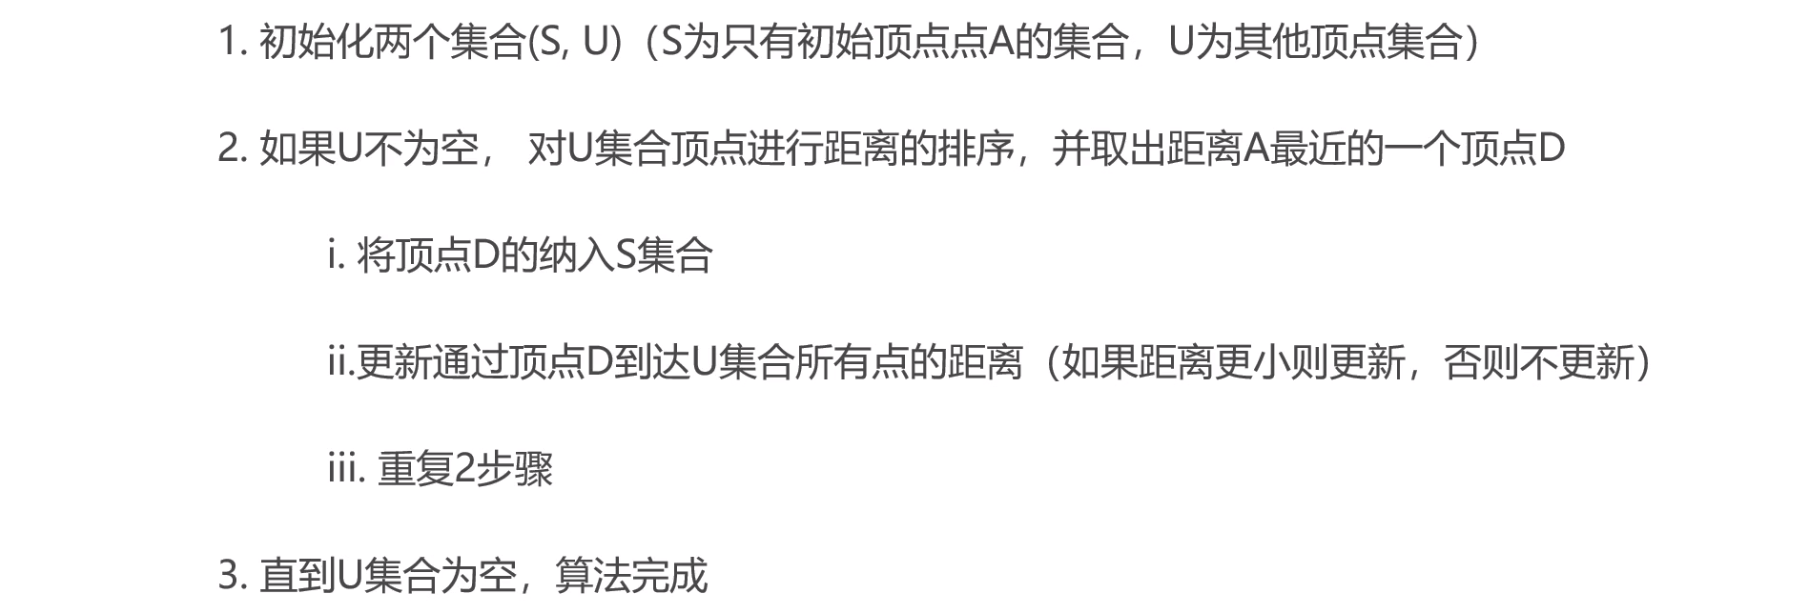 1. 初始化两个集合(S, U)（S为只有初始顶点点A的集合，U为其他顶点集合）
2. 如果U不为空， 对U集合顶点进行距离的排序，并取出距离A最近的一个顶点D
i. 将顶点D的纳入S集合
ii.更新通过顶点D到达U集合所有点的距离（如果距离更小则更新，否则不更新）
iii. 重复2步骤
3. 直到U集合为空，算法完成